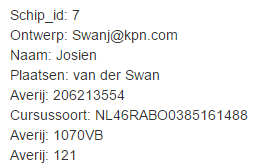 Schip_id: 7
Ontwerp: Swanj@kpn.com
Naam: Josien
Plaatsen: van der Swan
Averij: 206213554
Cursussoort: NL46RABO0385161488
Averij: 1070VB
Averij: 121